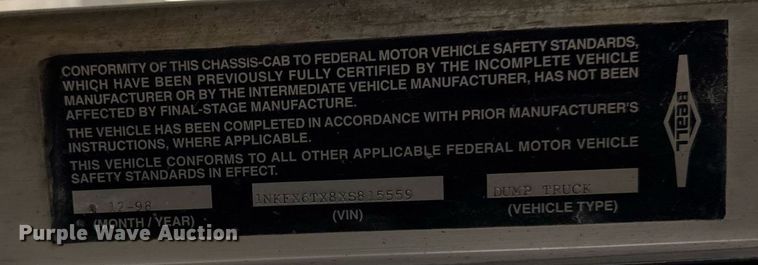 CONFORMITY OF THIS CHASSIS-CAB TO FEDERAL MOTOR VEHICLE SAFETY STANDARDS,
WHICH HAVE BEEN PREVIOUSLY FULLY CERTIFIED BY THE INCOMPLETE VEHICLE
MANUFACTURER OR BY THE INTERMEDIATE VEHICLE MANUFACTURER, HAS NOT BEEN
AFFECTED BY FINAL-STAGE MANUFACTURE.
THE VEHICLE HAS BEEN COMPLETED IN ACCORDANCE WITH PRIOR MANUFACTURER'S
INSTRUCTIONS, WHERE APPLICABLE.
THIS VEHICLE CONFORMS TO ALL OTHER APPLICABLE FEDERAL MOTOR VEHICLE
SAFETY STANDARDS IN EFFECT.
12-98 1NKFX6TX8XS815559 DUMP TRUCK
(MONTH / YEAR) (VIN) (VEHICLE TYPE)
BeaLL
Purple Wave Auction